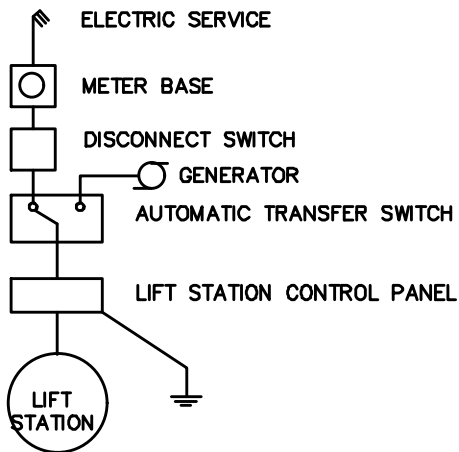 ELECTRIC SERVICE
METER BASE
DISCONNECT SWITCH
GENERATOR
AUTOMATIC TRANSFER SWITCH
LIFT STATION CONTROL PANEL
LIFT
STATION